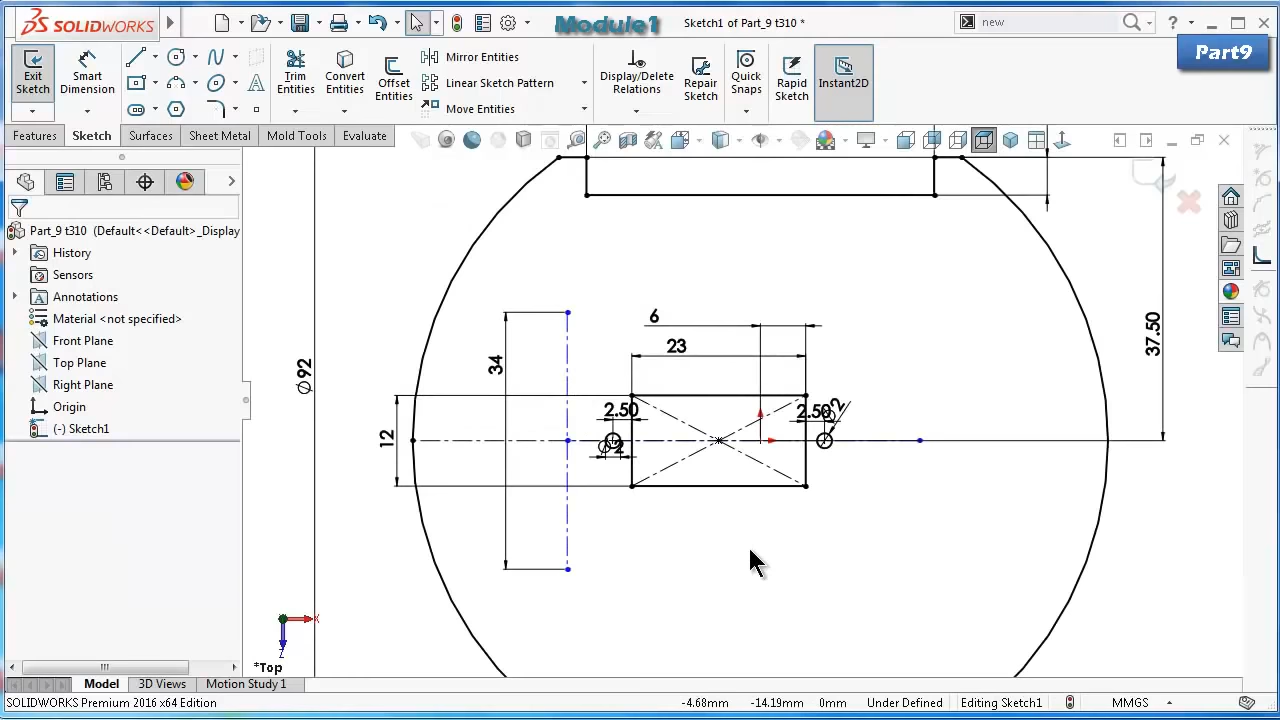 SOLIDWORKS
Module1
Sketch1 of Part_9 t310 *
new
?
Part9
Exit Sketch
Smart Dimension
Trim Entities
Convert Entities
Offset Entities
Mirror Entities
Linear Sketch Pattern
Move Entities
Display/Delete Relations
Repair Sketch
Quick Snaps
Rapid Sketch
Instant2D
Features
Sketch
Surfaces
Sheet Metal
Mold Tools
Evaluate
Part_9 t310 (Default<<Default>_Display
History
Sensors
Annotations
Material <not specified>
Front Plane
Top Plane
Right Plane
Origin
(-) Sketch1
6
23
34
12
2.50
2.50
∅2
∅2
∅92
37.50
X
Z
*Top
Model
3D Views
Motion Study 1
SOLIDWORKS Premium 2016 x64 Edition
-4.68mm
-14.19mm
0mm
Under Defined
Editing Sketch1
MMGS